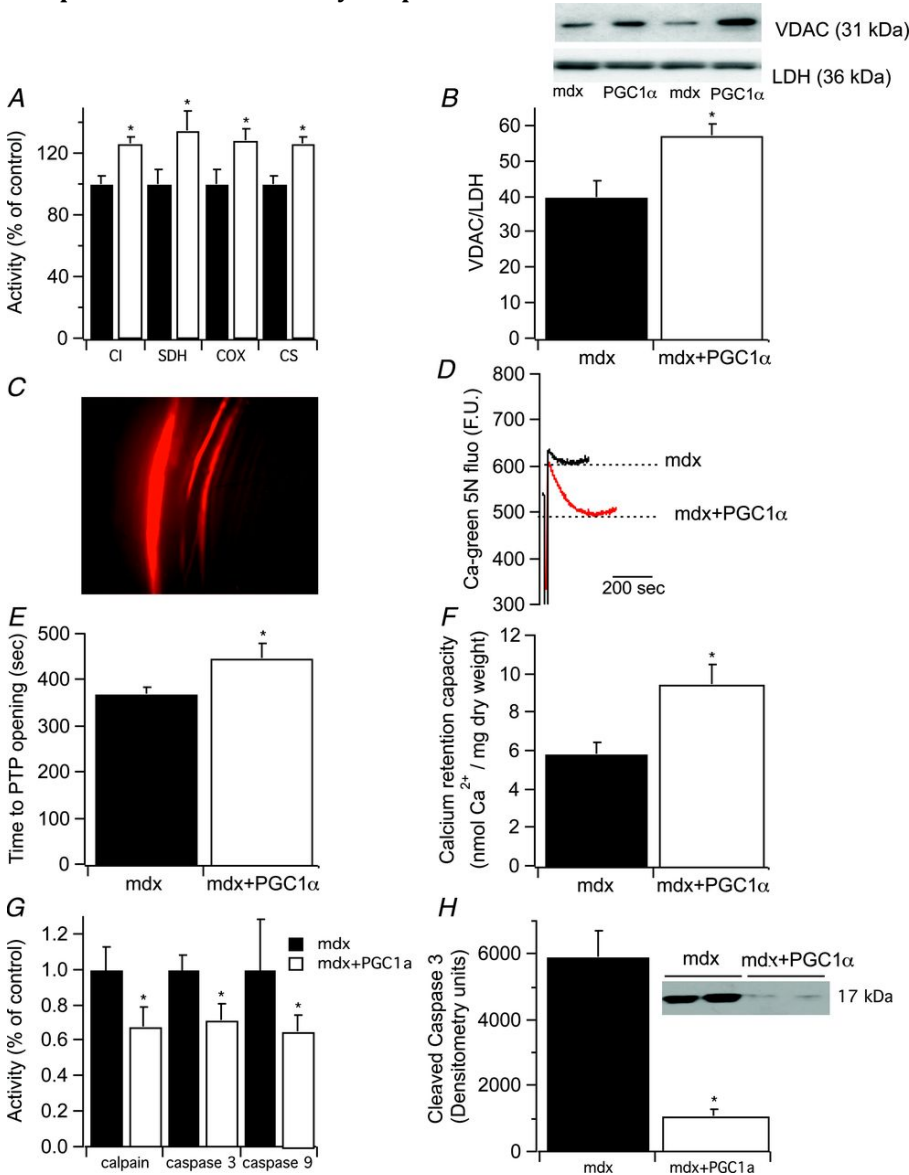 VDAC (31 kDa)
LDH (36 kDa)
mdx PGC1α mdx PGC1α
A
Activity (% of control)
120
80
40
0
* * * *
CI SDH COX CS
B
VDAC/LDH
60
50
40
30
20
10
0
*
mdx mdx+PGC1α
C
D
Ca-green 5N fluo (F.U.)
800
700
600
500
400
300
mdx
mdx+PGC1α
200 sec
E
Time to PTP opening (sec)
500
400
300
200
100
0
*
mdx mdx+PGC1α
F
Calcium retention capacity
(nmol Ca2+ / mg dry weight)
12
10
8
6
4
2
0
*
mdx mdx+PGC1α
G
Activity (% of control)
1.2
1.0
0.8
0.6
0.4
0.2
0.0
mdx
mdx+PGC1a
* * *
calpain caspase 3 caspase 9
H
Cleaved Caspase 3
(Densitometry units)
6000
4000
2000
0
mdx mdx+PGC1α
17 kDa
*
mdx mdx+PGC1a